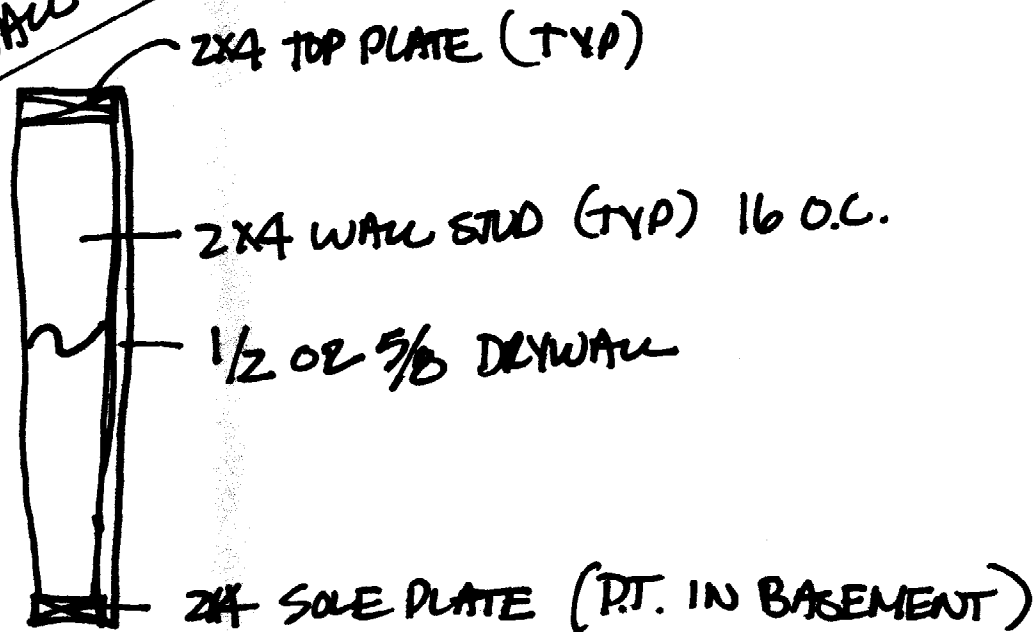 2x4 TOP PLATE (TYP)
2x4 WALL STUD (TYP) 16 O.C.
1/2 OR 5/8 DRYWALL
2x4 SOLE PLATE (P.T. IN BASEMENT)